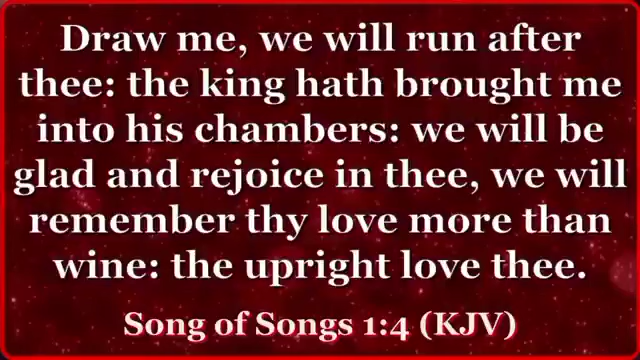 Draw me, we will run after
thee: the king hath brought me
into his chambers: we will be
glad and rejoice in thee, we will
remember thy love more than
wine: the upright love thee.
Song of Songs 1:4 (KJV)